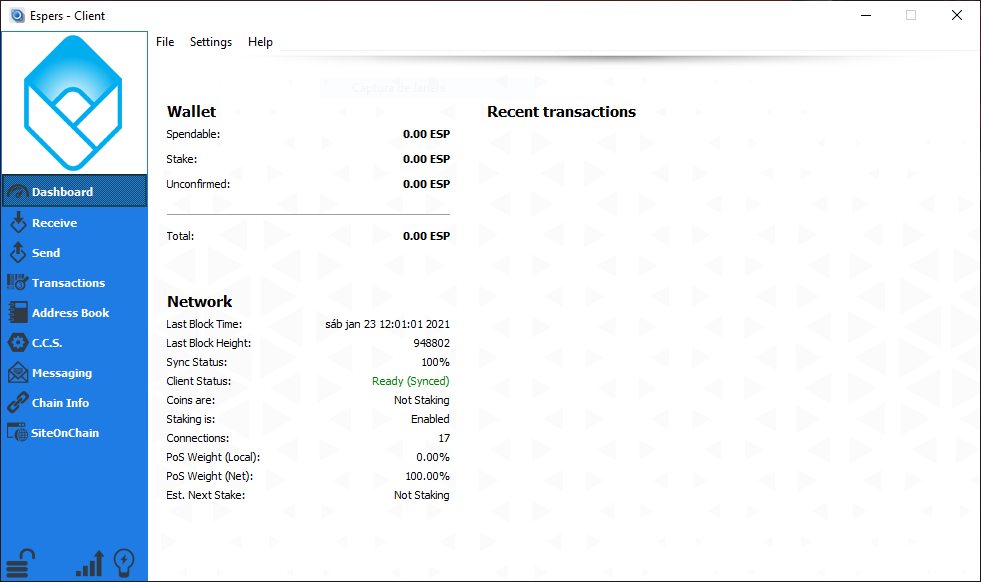 Espers - Client
File Settings Help
Wallet
Spendable: 0.00 ESP
Stake: 0.00 ESP
Unconfirmed: 0.00 ESP
Total: 0.00 ESP
Recent transactions
Dashboard
Receive
Send
Transactions
Address Book
C.C.S.
Messaging
Chain Info
SiteOnChain
Network
Last Block Time: sáb jan 23 12:01:01 2021
Last Block Height: 948802
Sync Status: 100%
Client Status: Ready (Synced)
Coins are: Not Staking
Staking is: Enabled
Connections: 17
PoS Weight (Local): 0.00%
PoS Weight (Net): 100.00%
Est. Next Stake: Not Staking